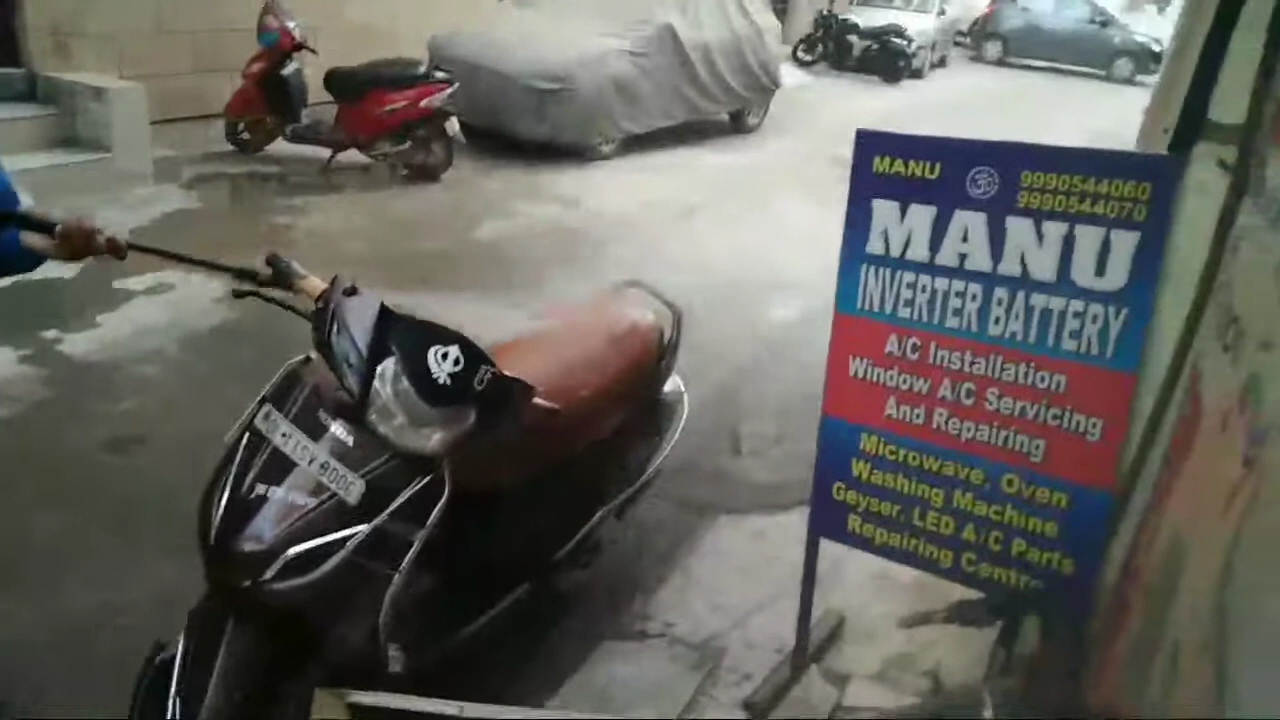 MANU
ॐ
9990544060
9990544070
MANU
INVERTER BATTERY
A/C Installation
Window A/C Servicing
And Repairing
Microwave, Oven
Washing Machine
Geyser, LED A/C Parts
Repairing Centre